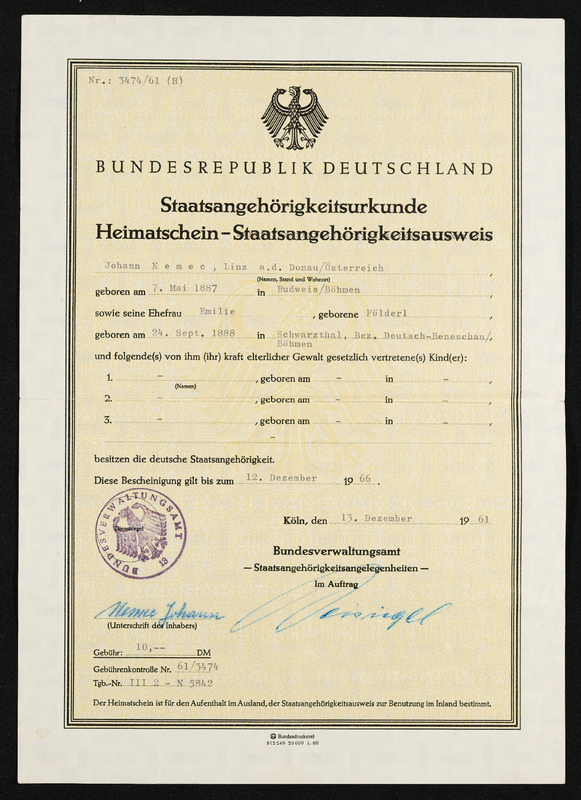 Nr.: 3474/61 (H)
BUNDESREPUBLIK DEUTSCHLAND
Staatsangehörigkeitsurkunde
Heimatschein – Staatsangehörigkeitsausweis
Johann Nemec, Linz a.d. Donau/Österreich,
(Namen, Stand und Wohnort)
geboren am 7. Mai 1887 in Budweis/Böhmen
sowie seine Ehefrau Emilie, geborene Pölderl
geboren am 24. Sept. 1888 in Schwarzthal, Bez. Deutsch-Beneschau/,
Böhmen
und folgende(s) von ihm (ihr) kraft elterlicher Gewalt gesetzlich vertretene(s) Kind(er):
1. – , geboren am – in – ,
(Namen)
2. – , geboren am – in – ,
3. – , geboren am – in – ,
–
besitzen die deutsche Staatsangehörigkeit.
Diese Bescheinigung gilt bis zum 12. Dezember 1966.
BUNDESVERWALTUNGSAMT
13
Dienstsiegel
Köln, den 13. Dezember 1961
Bundesverwaltungsamt
— Staatsangehörigkeitsangelegenheiten —
Im Auftrag
Nemec Johann
(Unterschrift des Inhabers)
Gebühr: 10,-- DM
Gebührenkontrolle Nr. 61/3474
Tgb.-Nr. III 2 - N 5842
Der Heimatschein ist für den Aufenthalt im Ausland, der Staatsangehörigkeitsausweis zur Benutzung im Inland bestimmt.
Bundesdruckerei
912240 20000 1.60